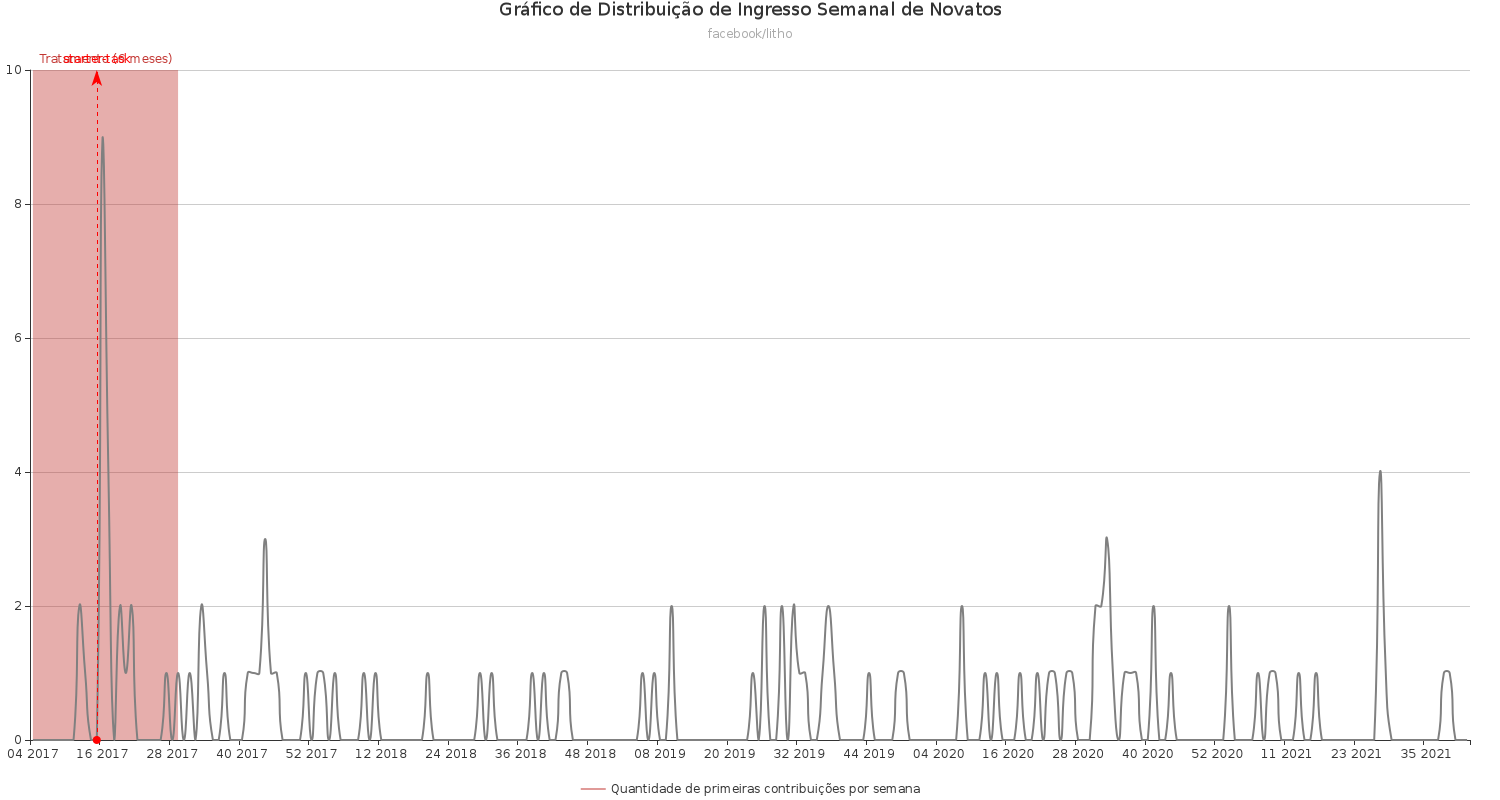 Gráfico de Distribuição de Ingresso Semanal de Novatos
facebook/litho
(6 meses)
10
8
6
4
2
0
04 2017 16 2017 28 2017 40 2017 52 2017 12 2018 24 2018 36 2018 48 2018 08 2019 20 2019 32 2019 44 2019 04 2020 16 2020 28 2020 40 2020 52 2020 11 2021 23 2021 35 2021
Quantidade de primeiras contribuições por semana